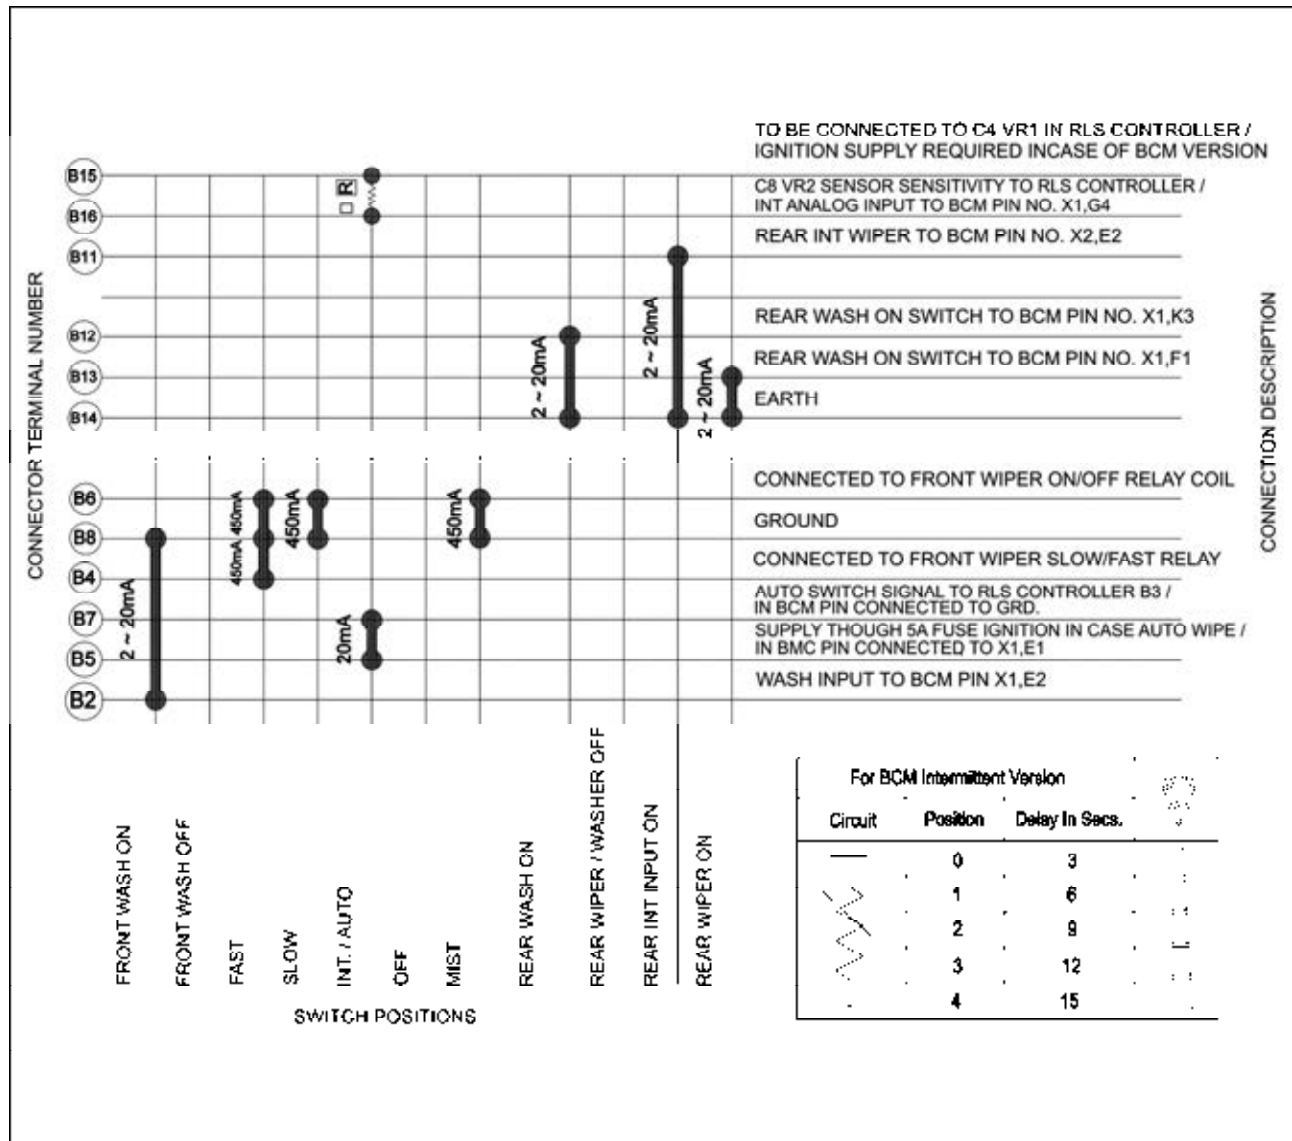 TO BE CONNECTED TO C4 VR1 IN RLS CONTROLLER /
IGNITION SUPPLY REQUIRED INCASE OF BCM VERSION
B15
C8 VR2 SENSOR SENSITIVITY TO RLS CONTROLLER /
INT ANALOG INPUT TO BCM PIN NO. X1,G4
R
B16
REAR INT WIPER TO BCM PIN NO. X2,E2
B11
REAR WASH ON SWITCH TO BCM PIN NO. X1,K3
B12
REAR WASH ON SWITCH TO BCM PIN NO. X1,F1
B13
EARTH
B14
2 ~ 20mA
2 ~ 20mA
2 ~ 20mA
CONNECTOR TERMINAL NUMBER
CONNECTION DESCRIPTION
CONNECTED TO FRONT WIPER ON/OFF RELAY COIL
B6
GROUND
B8
CONNECTED TO FRONT WIPER SLOW/FAST RELAY
B4
AUTO SWITCH SIGNAL TO RLS CONTROLLER B3 /
IN BCM PIN CONNECTED TO GRD.
B7
SUPPLY THOUGH 5A FUSE IGNITION IN CASE AUTO WIPE /
IN BMC PIN CONNECTED TO X1,E1
B5
WASH INPUT TO BCM PIN X1,E2
B2
2 ~ 20mA
450mA
450mA
450mA
20mA
450mA
FRONT WASH ON
FRONT WASH OFF
FAST
SLOW
INT. / AUTO
OFF
MIST
REAR WASH ON
REAR WIPER / WASHER OFF
REAR INT INPUT ON
REAR WIPER ON
SWITCH POSITIONS
For BCM Intermittent Version
Circuit Position Delay In Secs.
0 3
1 6
2 9
3 12
4 15